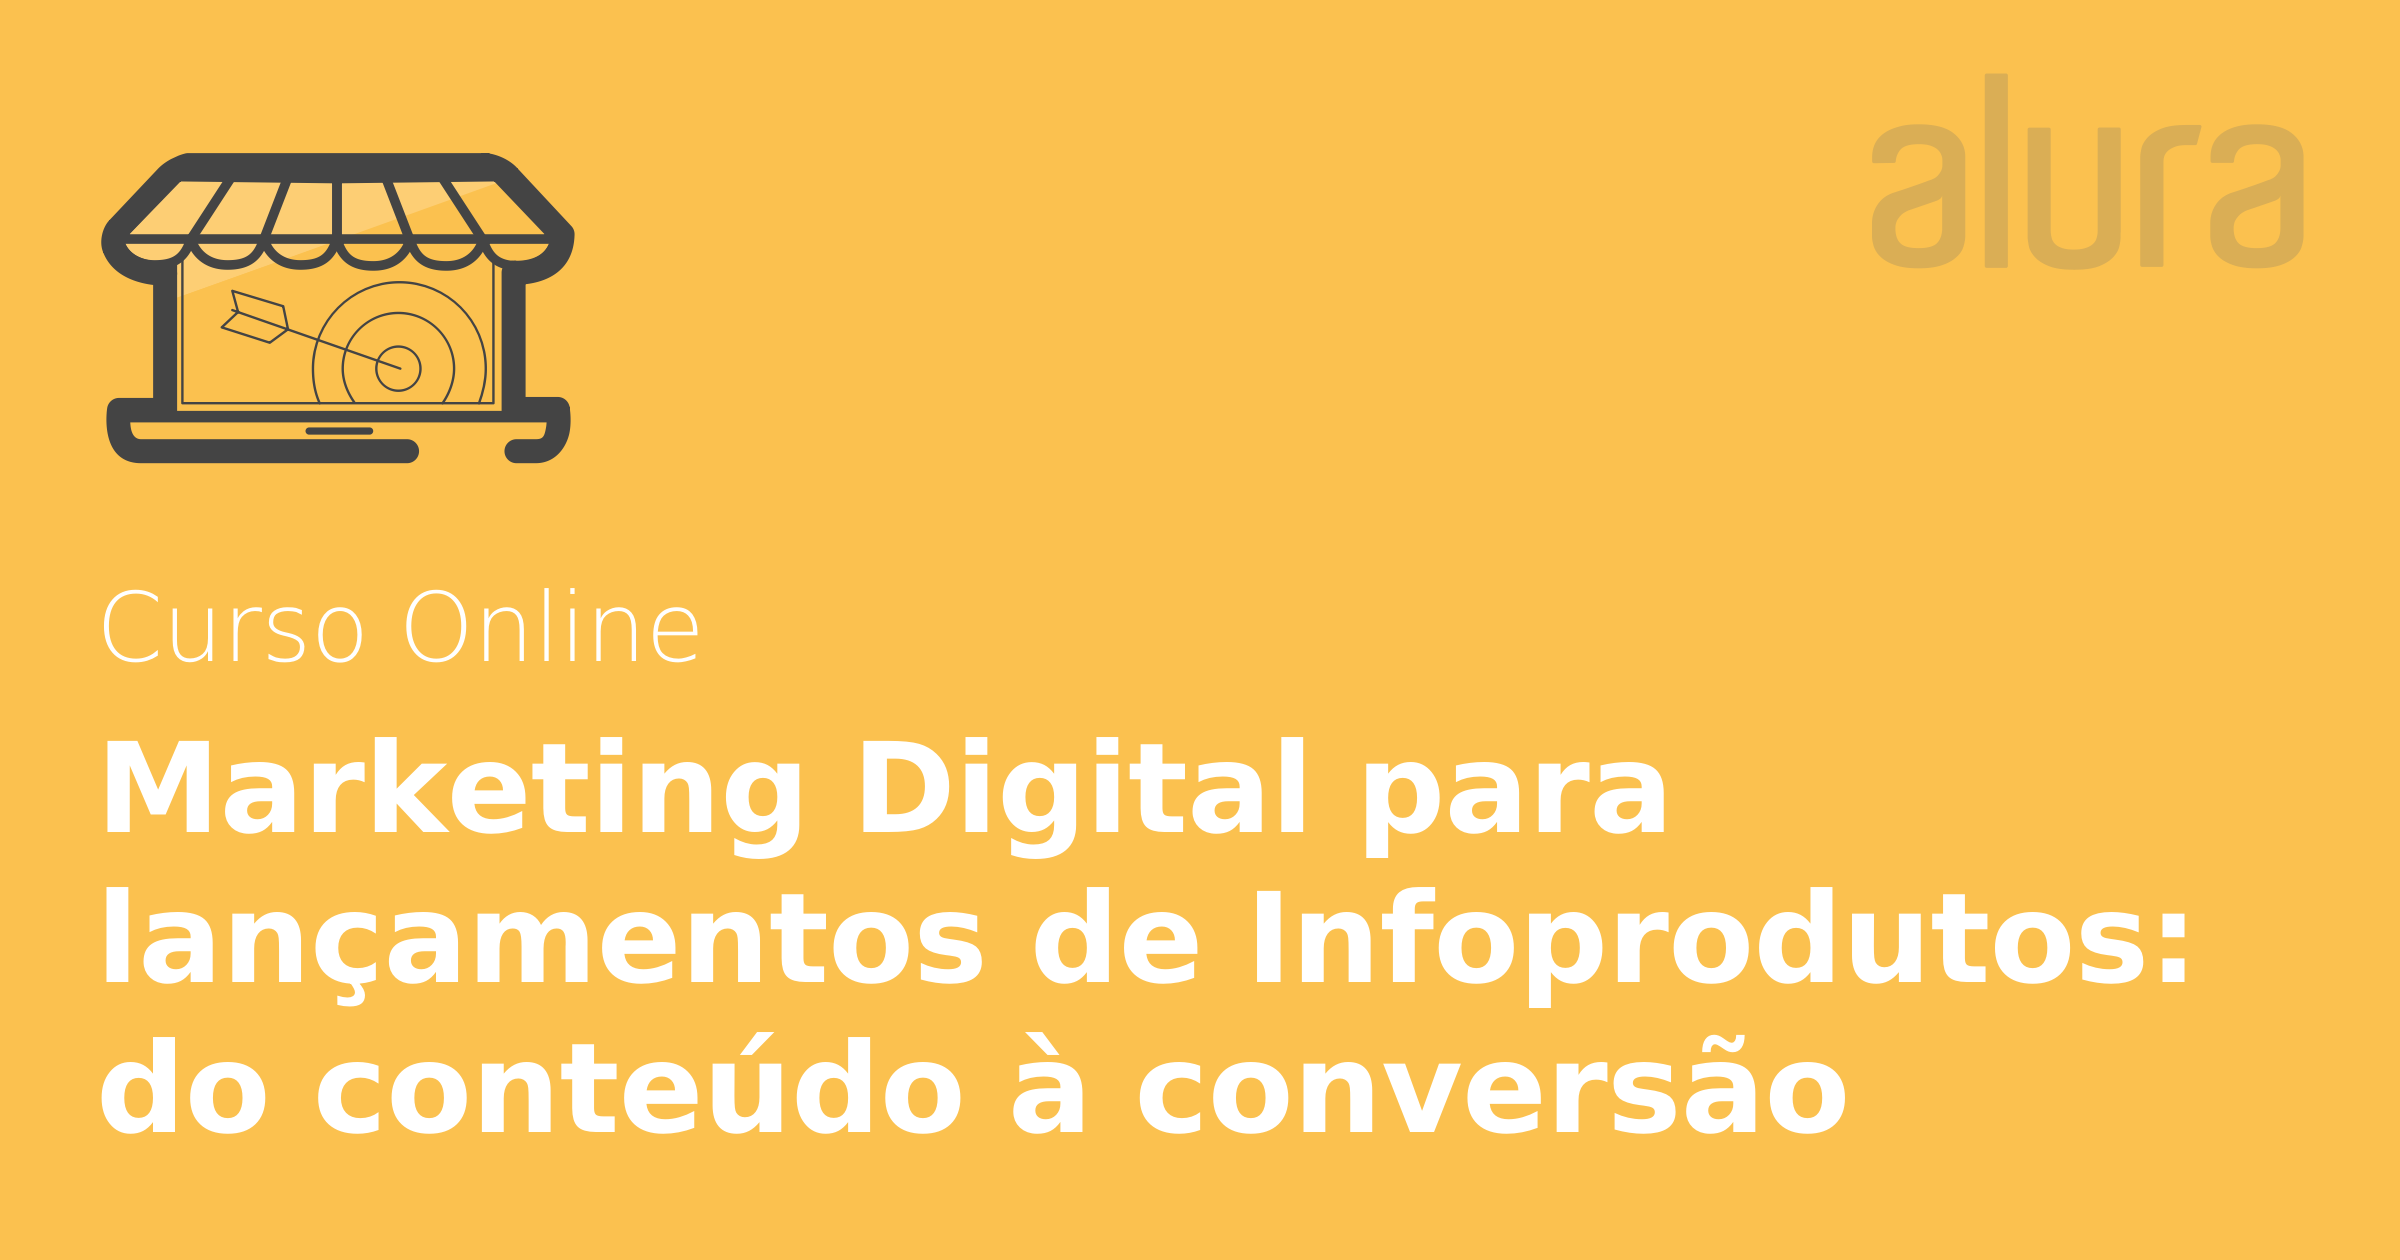 alura
Curso Online
Marketing Digital para
lançamentos de Infoprodutos:
do conteúdo à conversão